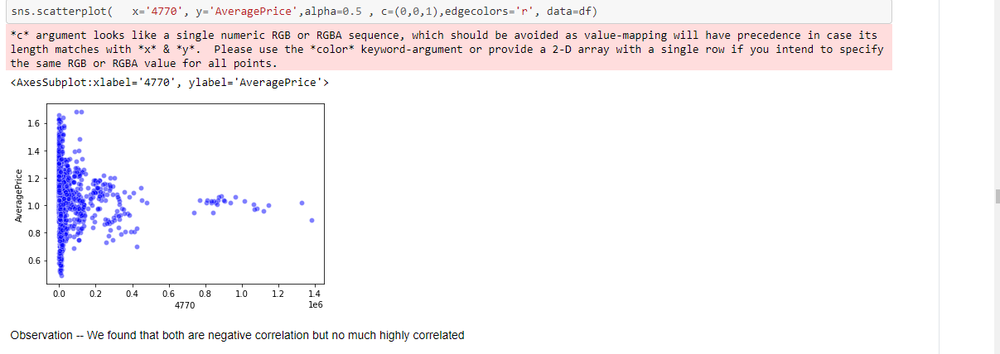 sns.scatterplot(   x='4770', y='AveragePrice',alpha=0.5 , c=(0,0,1),edgecolors='r', data=df)
*c* argument looks like a single numeric RGB or RGBA sequence, which should be avoided as value-mapping will have precedence in case its
length matches with *x* & *y*.  Please use the *color* keyword-argument or provide a 2-D array with a single row if you intend to specify
the same RGB or RGBA value for all points.
<AxesSubplot:xlabel='4770', ylabel='AveragePrice'>
1.6
1.4
1.2
1.0
0.8
0.6
AveragePrice
0.0 0.2 0.4 0.6 0.8 1.0 1.2 1.4
4770
1e6
Observation -- We found that both are negative correlation but no much highly correlated